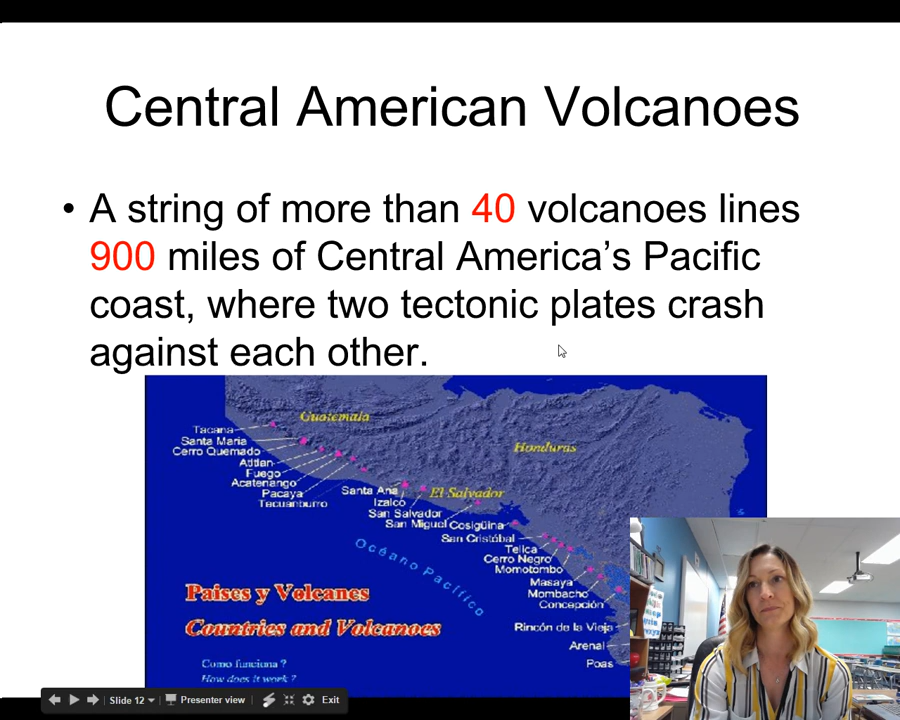 Central American Volcanoes
• A string of more than 40 volcanoes lines
900 miles of Central America’s Pacific
coast, where two tectonic plates crash
against each other.
Guatemala
Tacana
Santa Maria
Cerro Quemado
Atitlan
Fuego
Acatenango
Pacaya
Tecuanburro
Honduras
Santa Ana
El Salvador
Izalco
San Salvador
San Miguel
Cosigüina
San Cristóbal
Telica
Cerro Negro
Momotombo
Masaya
Mombacho
Concepción
Rincón de la Vieja
Arenal
Poas
Océano Pacífico
Paises y Volcanes
Countries and Volcanoes
Como funciona ?
How does it work ?
Slide 12
Presenter view
Exit